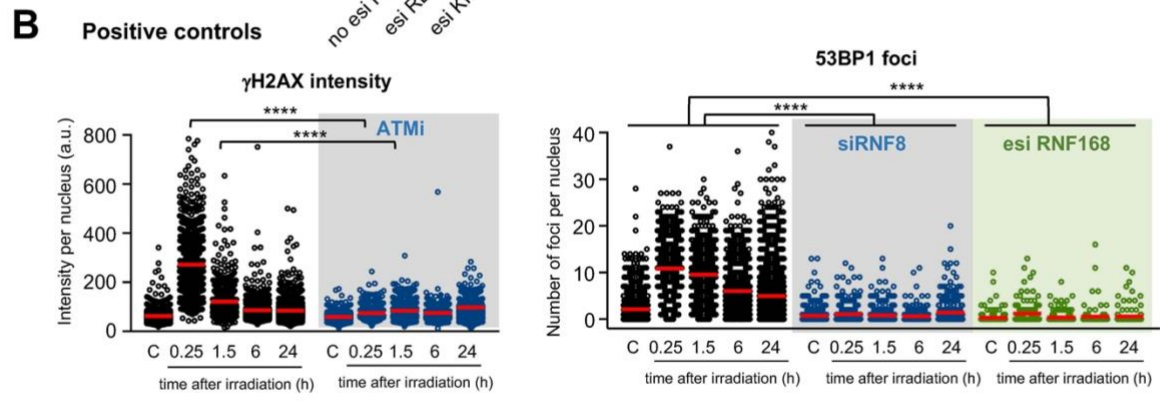 B
Positive controls
no esi
esi
esi
γH2AX intensity
****
****
ATMi
Intensity per nucleus (a.u.)
800
600
400
200
0
C 0.25 1.5 6 24
C 0.25 1.5 6 24
time after irradiation (h)
time after irradiation (h)
53BP1 foci
****
****
siRNF8
esi RNF168
Number of foci per nucleus
40
30
20
10
0
C 0.25 1.5 6 24
C 0.25 1.5 6 24
C 0.25 1.5 6 24
time after irradiation (h)
time after irradiation (h)
time after irradiation (h)